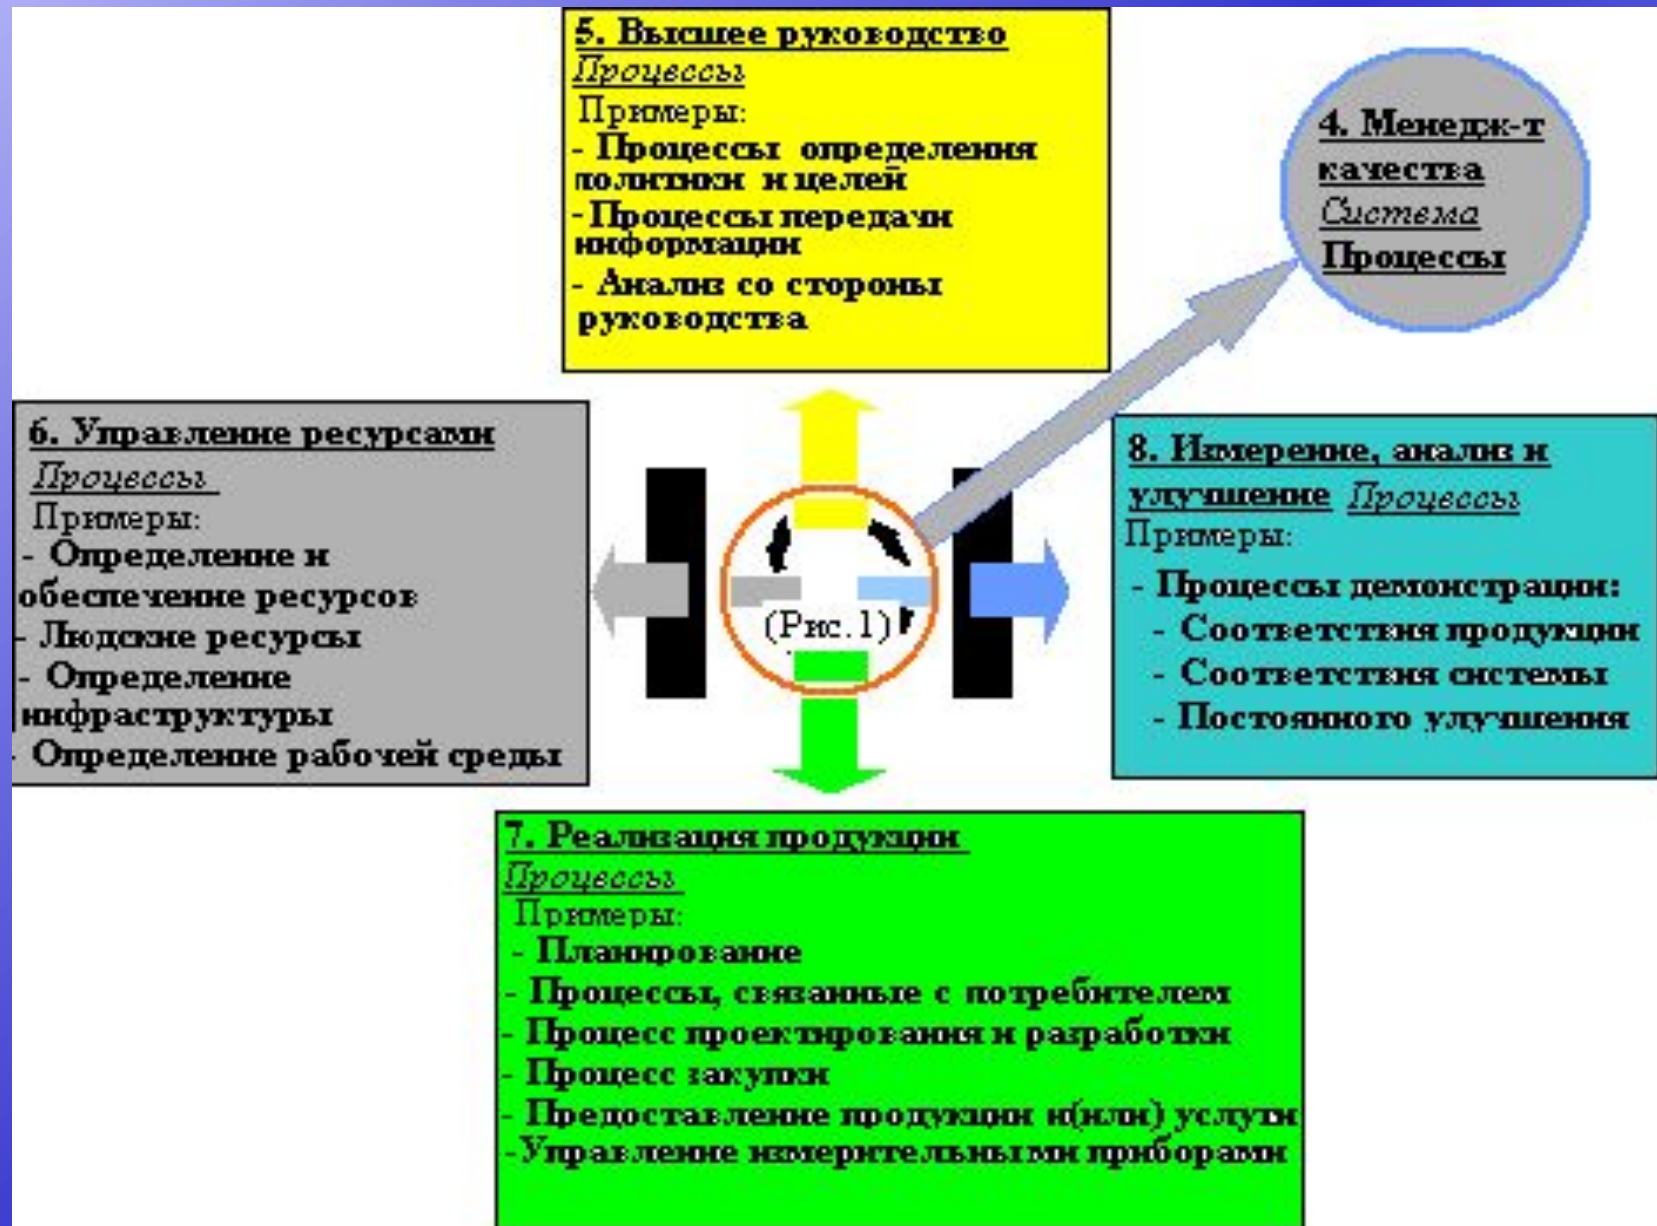 5. Высшее руководство
Процессы
Примеры:
- Процессы определения
политики и целей
- Процессы передачи
информации
- Анализ со стороны
руководства
4. Менедж-т
качества
Система
Процессы
6. Управление ресурсами
Процессы
Примеры:
- Определение и
обеспечение ресурсов
- Людские ресурсы
- Определение
инфраструктуры
- Определение рабочей среды
(Рис.1)
8. Измерение, анализ и
улучшение Процессы
Примеры:
- Процессы демонстрации:
- Соответствия продукции
- Соответствия системы
- Постоянного улучшения
7. Реализация продукции
Процессы
Примеры:
- Планирование
- Процессы, связанные с потребителем
- Процесс проектирования и разработки
- Процесс закупки
- Предоставление продукции и(или) услуги
-Управление измерительными приборами